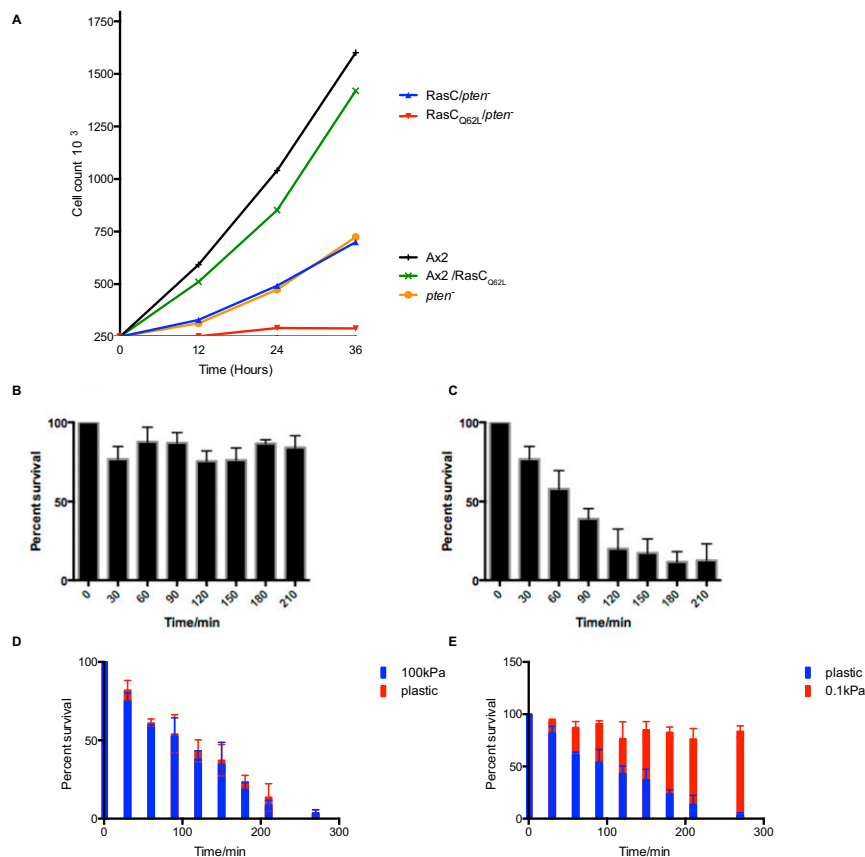 A
1750
1500
1250
1000
750
500
250
Cell count 10 3
0 12 24 36
Time (Hours)
RasC/pten-
RasCQ62L/pten-
Ax2
Ax2 /RasCQ62L
pten-
B
100
50
0
Percent survival
0 30 60 90 120 150 180 210
Time/min
C
100
50
0
Percent survival
0 30 60 90 120 150 180 210
Time/min
D
100
50
0
Percent survival
0 100 200 300
Time/min
100kPa
plastic
E
150
100
50
0
Percent survival
0 100 200 300
Time/min
plastic
0.1kPa